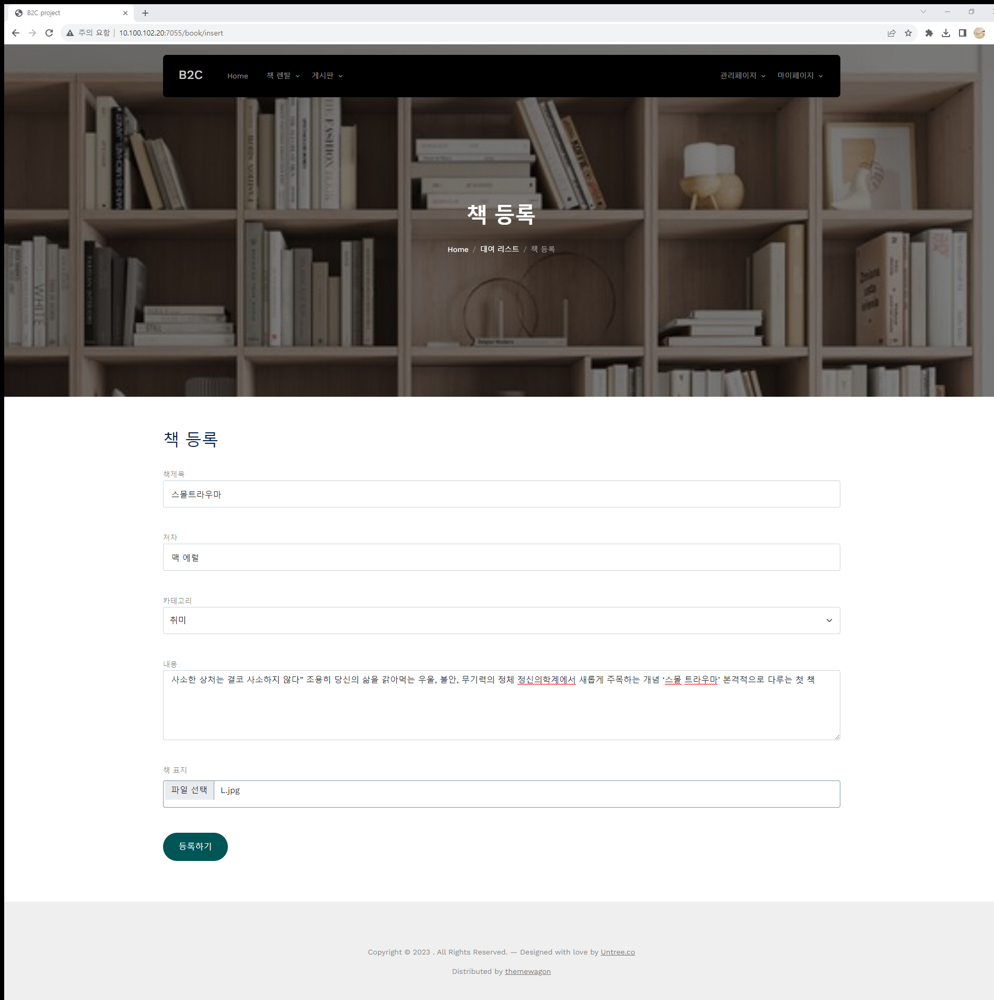 B2C project
주의 요함 10.100.102.20:7055/book/insert
B2C Home 책 렌탈 게시판 관리페이지 마이페이지
책 등록
Home / 대여 리스트 / 책 등록
WHITE
책 등록
책제목
스몰트라우마
저자
맥 에럴
카테고리
취미
내용
사소한 상처는 결코 사소하지 않다” 조용히 당신의 삶을 갉아먹는 우울, 불안, 무기력의 정체 정신의학계에서 새롭게 주목하는 개념 ‘스몰 트라우마’ 본격적으로 다루는 첫 책
책 표지
파일 선택 L.jpg
등록하기
Copyright © 2023 . All Rights Reserved. — Designed with love by Untree.co
Distributed by themewagon